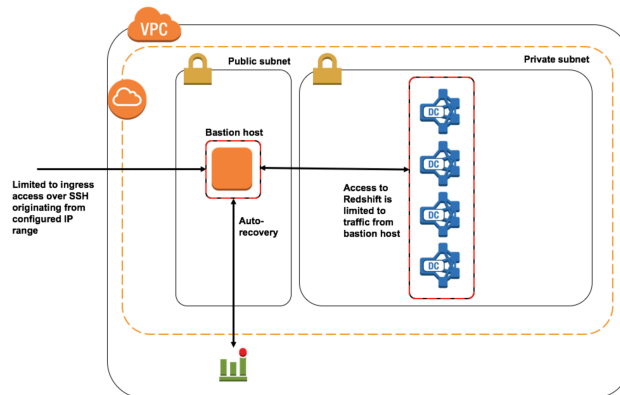 VPC
Public subnet
Private subnet
Bastion host
DC
DC
DC
DC
Limited to ingress
access over SSH
originating from
configured IP
range
Access to
Redshift is
limited to
traffic from
bastion host
Auto-
recovery